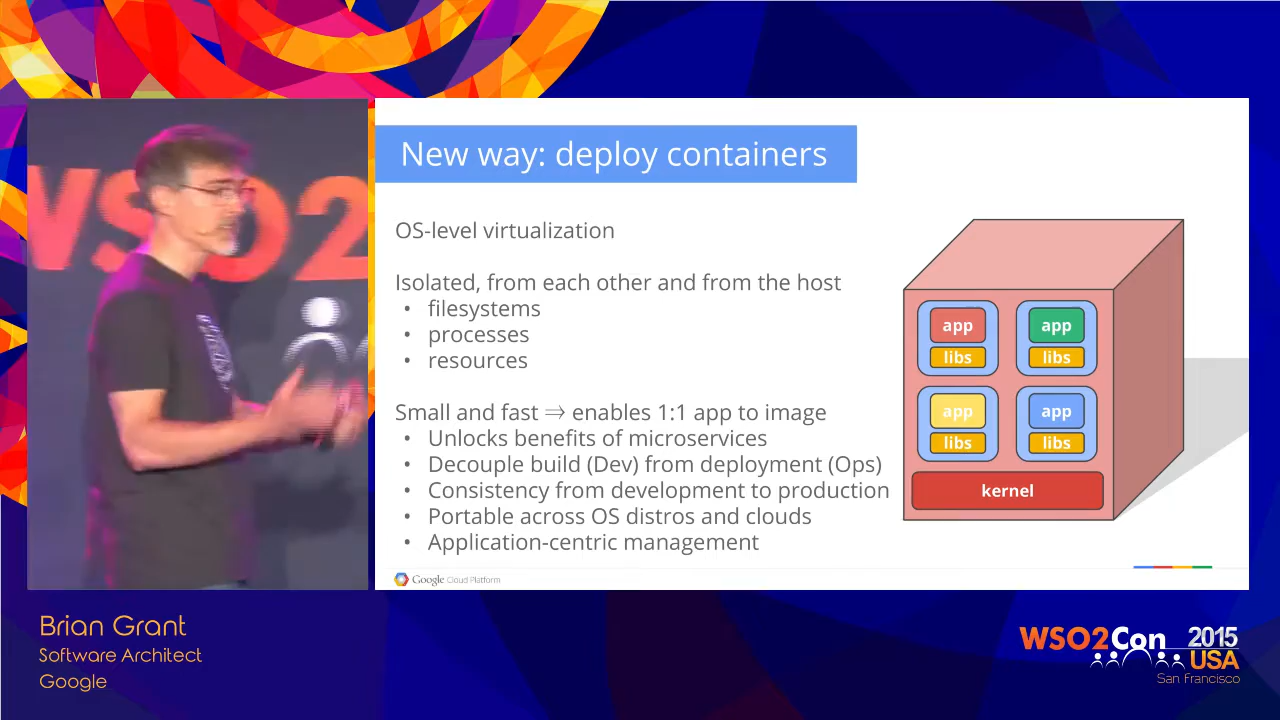 WSO2
New way: deploy containers
OS-level virtualization
Isolated, from each other and from the host
• filesystems
• processes
• resources
Small and fast ⇒ enables 1:1 app to image
• Unlocks benefits of microservices
• Decouple build (Dev) from deployment (Ops)
• Consistency from development to production
• Portable across OS distros and clouds
• Application-centric management
app app
libs libs
app app
libs libs
kernel
Google Cloud Platform
Brian Grant
Software Architect
Google
WSO2Con 2015
USA
San Francisco